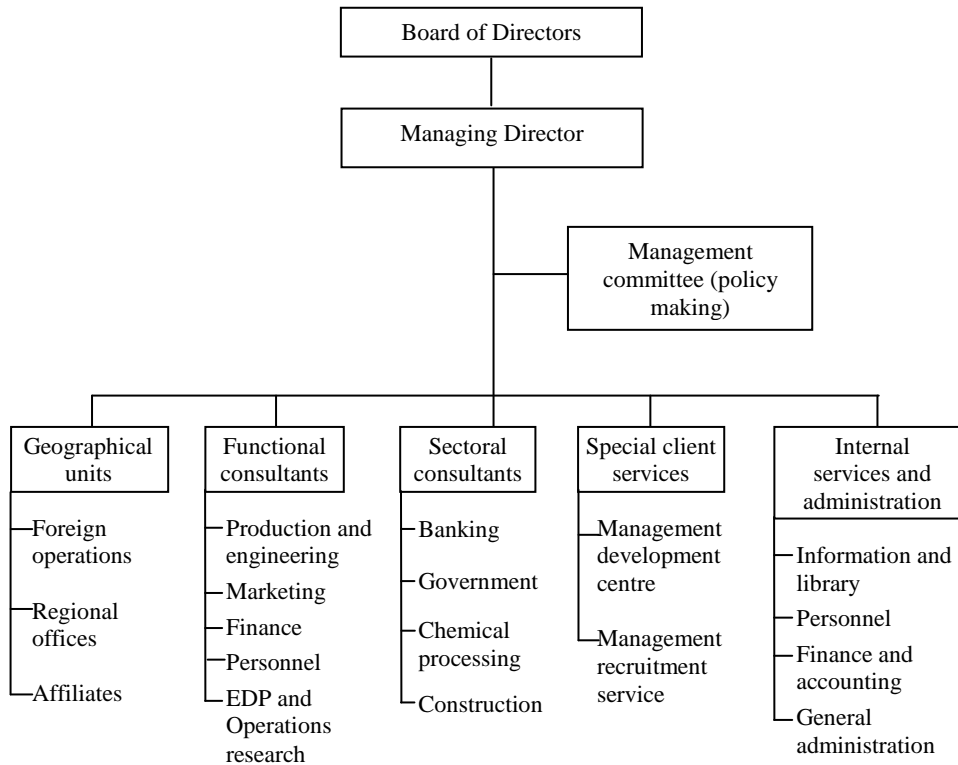 Board of Directors
Managing Director
Management
committee (policy
making)
Geographical
units
Foreign
operations
Regional
offices
Affiliates
Functional
consultants
Production and
engineering
Marketing
Finance
Personnel
EDP and
Operations
research
Sectoral
consultants
Banking
Government
Chemical
processing
Construction
Special client
services
Management
development
centre
Management
recruitment
service
Internal
services and
administration
Information and
library
Personnel
Finance and
accounting
General
administration